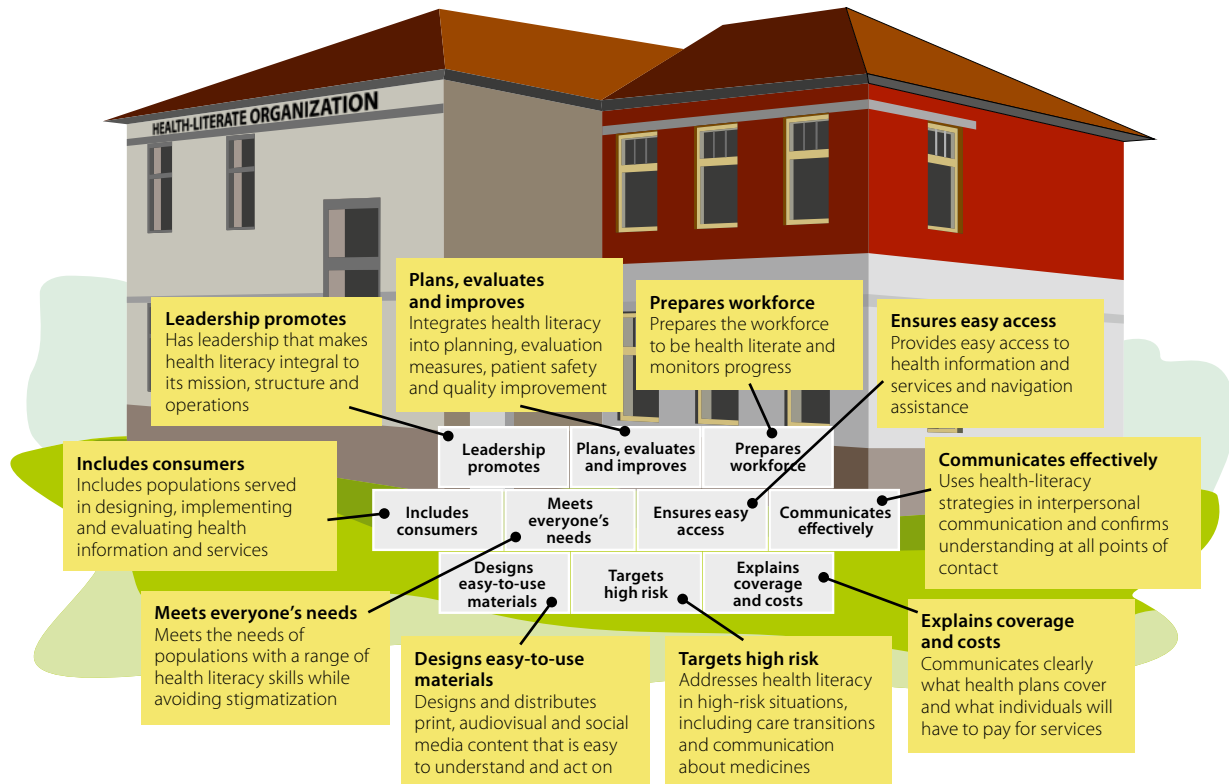 HEALTH-LITERATE ORGANIZATION
Leadership promotes
Has leadership that makes
health literacy integral to
its mission, structure and
operations
Plans, evaluates
and improves
Integrates health literacy
into planning, evaluation
measures, patient safety
and quality improvement
Prepares workforce
Prepares the workforce
to be health literate and
monitors progress
Ensures easy access
Provides easy access to
health information and
services and navigation
assistance
Leadership
promotes
Plans, evaluates
and improves
Prepares
workforce
Includes consumers
Includes populations served
in designing, implementing
and evaluating health
information and services
Includes
consumers
Meets
everyone’s
needs
Ensures easy
access
Communicates
effectively
Communicates effectively
Uses health-literacy
strategies in interpersonal
communication and confirms
understanding at all points of
contact
Designs
easy-to-use
materials
Targets
high risk
Explains
coverage
and costs
Meets everyone’s needs
Meets the needs of
populations with a range of
health literacy skills while
avoiding stigmatization
Designs easy-to-use
materials
Designs and distributes
print, audiovisual and social
media content that is easy
to understand and act on
Targets high risk
Addresses health literacy
in high-risk situations,
including care transitions
and communication
about medicines
Explains coverage
and costs
Communicates clearly
what health plans cover
and what individuals will
have to pay for services